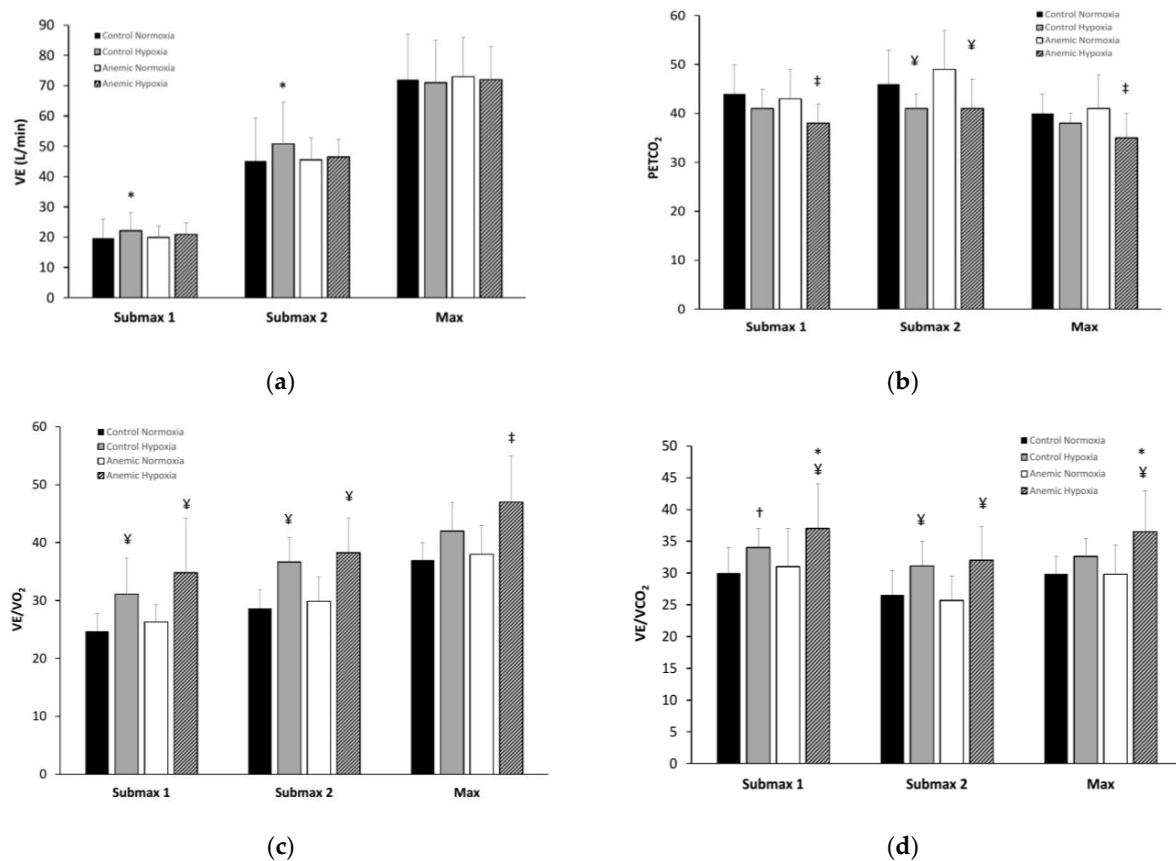 VE (L/min)
90
80
70
60
50
40
30
20
10
0
Control Normoxia
Control Hypoxia
Anemic Normoxia
Anemic Hypoxia
*
*
Submax 1 Submax 2 Max
(a)
PETCO₂
60
50
40
30
20
10
0
Control Normoxia
Control Hypoxia
Anemic Normoxia
Anemic Hypoxia
‡ ¥ ¥ ‡
Submax 1 Submax 2 Max
(b)
VE/VO₂
60
50
40
30
20
10
0
Control Normoxia
Control Hypoxia
Anemic Normoxia
Anemic Hypoxia
¥ ¥ ¥ ¥ ‡
Submax 1 Submax 2 Max
(c)
VE/VCO₂
50
45
40
35
30
25
20
15
10
5
0
Control Normoxia
Control Hypoxia
Anemic Normoxia
Anemic Hypoxia
* *
† ¥ ¥ ¥ ¥
Submax 1 Submax 2 Max
(d)